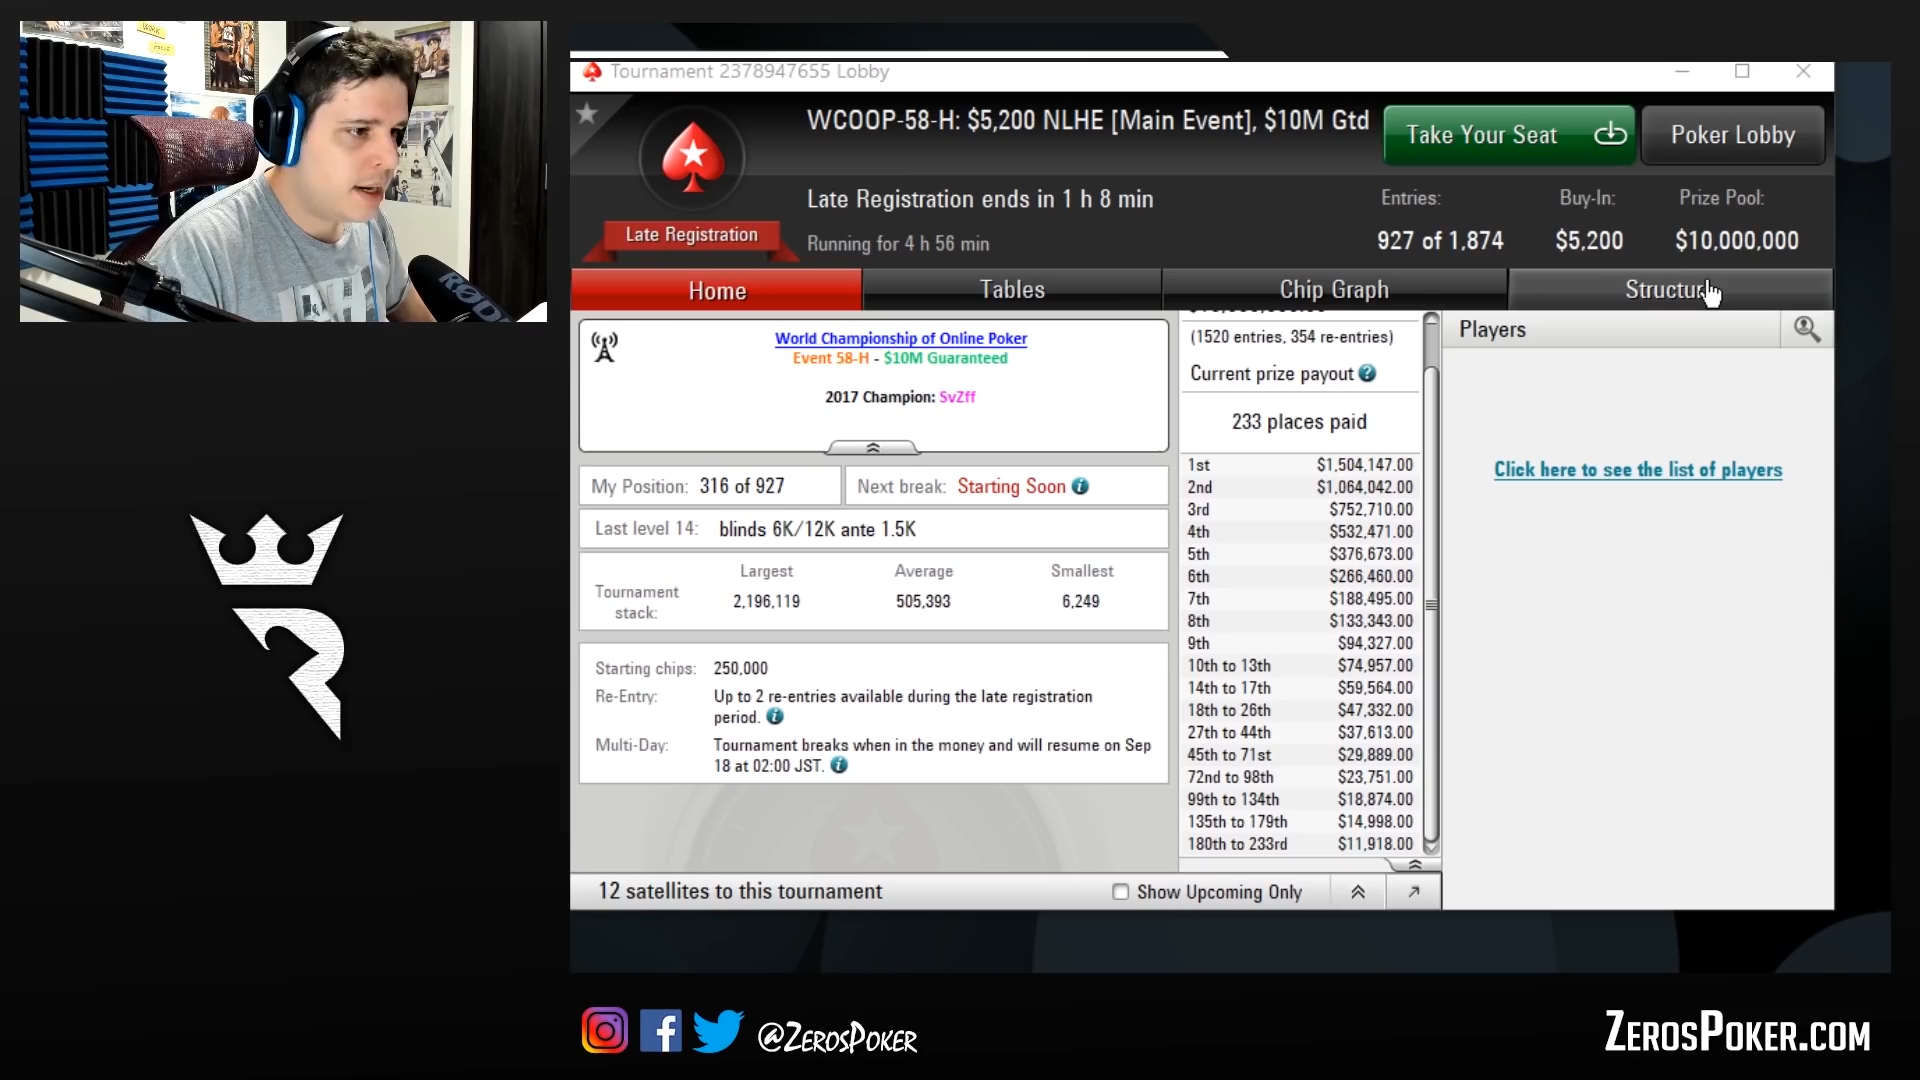 WORK
RØDE
Tournament 2378947655 Lobby
WCOOP-58-H: $5,200 NLHE [Main Event], $10M Gtd
Take Your Seat
Poker Lobby
Late Registration ends in 1 h 8 min
Late Registration
Running for 4 h 56 min
Entries: Buy-In: Prize Pool:
927 of 1,874 $5,200 $10,000,000
Home Tables Chip Graph Structur
World Championship of Online Poker
Event 58-H - $10M Guaranteed
2017 Champion: SvZff
My Position: 316 of 927
Next break: Starting Soon
Last level 14: blinds 6K/12K ante 1.5K
Largest Average Smallest
Tournament stack: 2,196,119 505,393 6,249
Starting chips: 250,000
Re-Entry: Up to 2 re-entries available during the late registration
period.
Multi-Day: Tournament breaks when in the money and will resume on Sep
18 at 02:00 JST.
(1520 entries, 354 re-entries)
Current prize payout
233 places paid
1st $1,504,147.00
2nd $1,064,042.00
3rd $752,710.00
4th $532,471.00
5th $376,673.00
6th $266,460.00
7th $188,495.00
8th $133,343.00
9th $94,327.00
10th to 13th $74,957.00
14th to 17th $59,564.00
18th to 26th $47,332.00
27th to 44th $37,613.00
45th to 71st $29,889.00
72nd to 98th $23,751.00
99th to 134th $18,874.00
135th to 179th $14,998.00
180th to 233rd $11,918.00
Players
Click here to see the list of players
12 satellites to this tournament
Show Upcoming Only
@ZEROSPOKER
ZEROSPOKER.COM